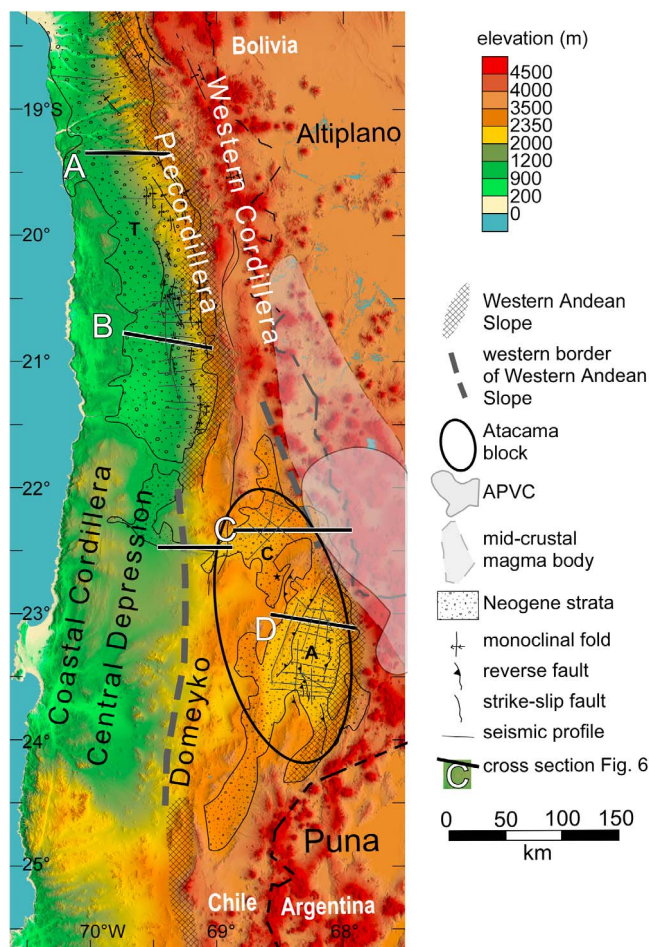 Bolivia
19°S
Western Cordillera
Altiplano
Precordillera
A
T
20°
B
21°
22°
Coastal Cordillera
Central Depression
C
C
23°
D
A
Domeyko
24°
Puna
25°
70°W
69°
68°
Chile
Argentina
elevation (m)
4500
4000
3500
2350
2000
1200
900
200
0
Western Andean
Slope
western border
of Western Andean
Slope
Atacama
block
APVC
mid-crustal
magma body
Neogene strata
monoclinal fold
reverse fault
strike-slip fault
seismic profile
C
cross section Fig. 6
0 50 100 150
km